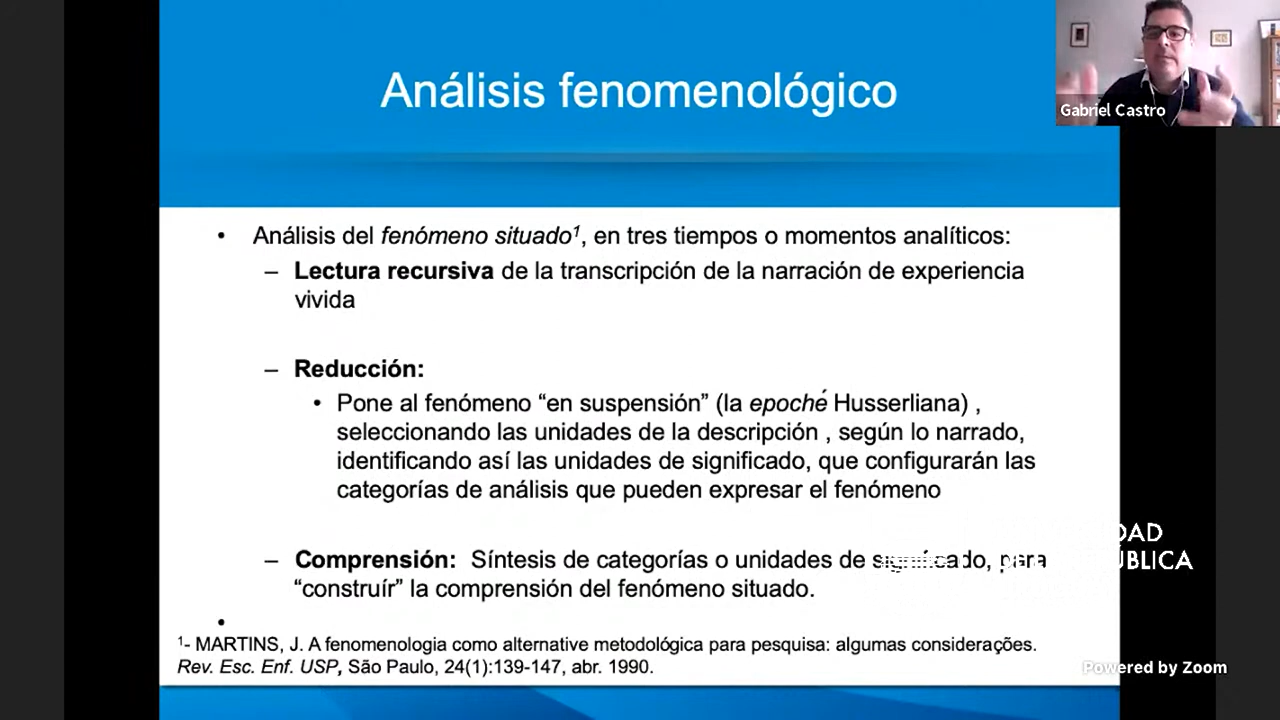 Análisis fenomenológico
Gabriel Castro
• Análisis del fenómeno situado¹, en tres tiempos o momentos analíticos:
– Lectura recursiva de la transcripción de la narración de experiencia
vivida
– Reducción:
• Pone al fenómeno “en suspensión” (la epoché Husserliana) ,
seleccionando las unidades de la descripción , según lo narrado,
identificando así las unidades de significado, que configurarán las
categorías de análisis que pueden expresar el fenómeno
– Comprensión: Síntesis de categorías o unidades de significado, para
“construír” la comprensión del fenómeno situado.
•
¹- MARTINS, J. A fenomenologia como alternative metodológica para pesquisa: algumas considerações.
Rev. Esc. Enf. USP, São Paulo, 24(1):139-147, abr. 1990.
Powered by Zoom